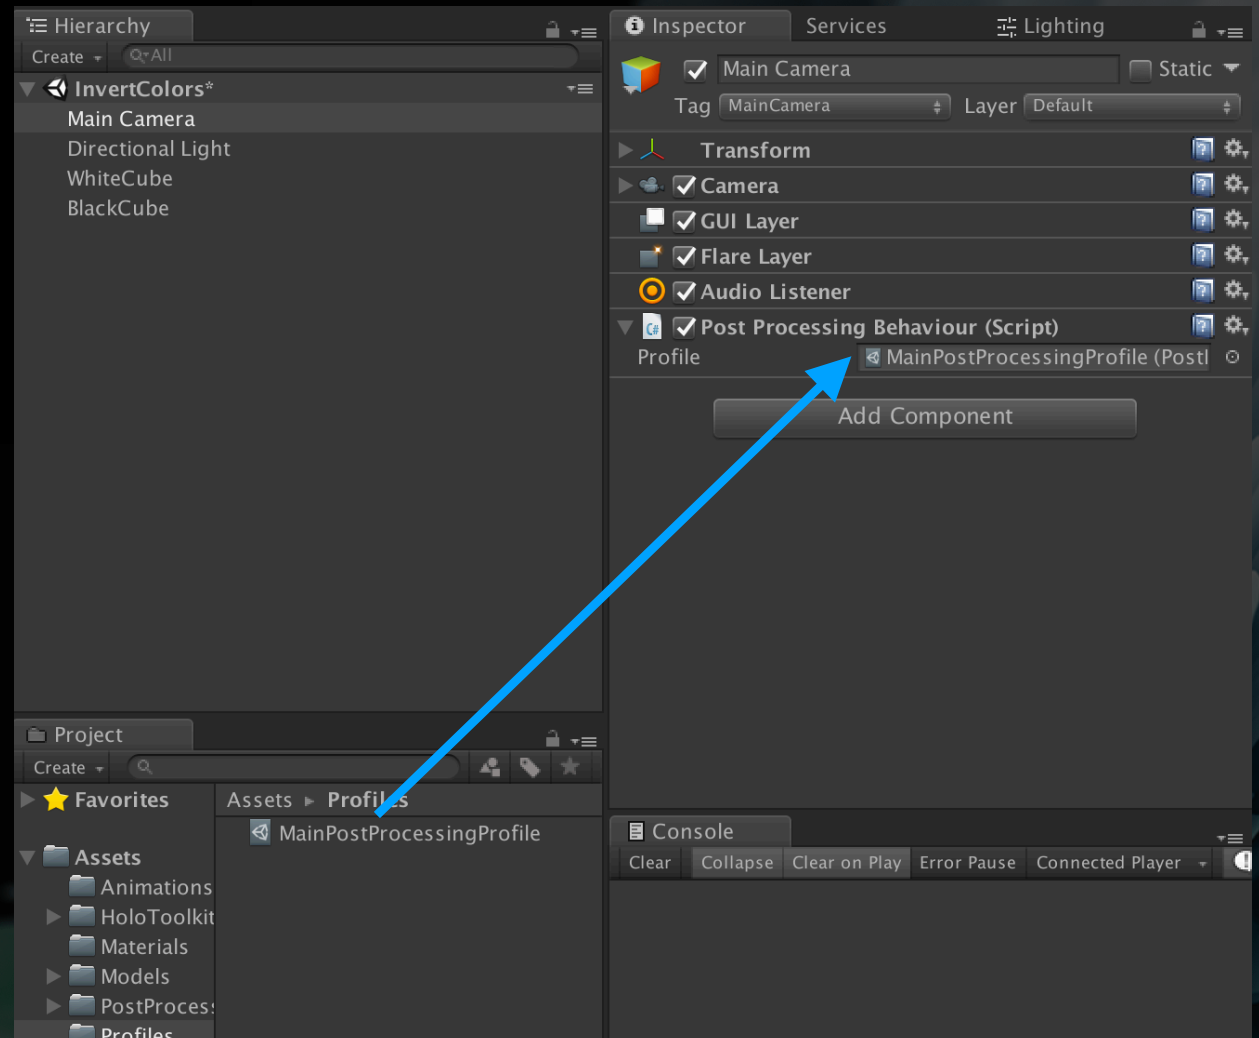 Hierarchy
Create
All
InvertColors*
Main Camera
Directional Light
WhiteCube
BlackCube
Inspector Services Lighting
Main Camera Static
Tag MainCamera Layer Default
Transform
Camera
GUI Layer
Flare Layer
Audio Listener
C# Post Processing Behaviour (Script)
Profile MainPostProcessingProfile (PostI
Add Component
Project
Create
Favorites
Assets
Animations
HoloToolkit
Materials
Models
PostProces
Profiles
Assets ▸ Profiles
MainPostProcessingProfile
Console
Clear Collapse Clear on Play Error Pause Connected Player